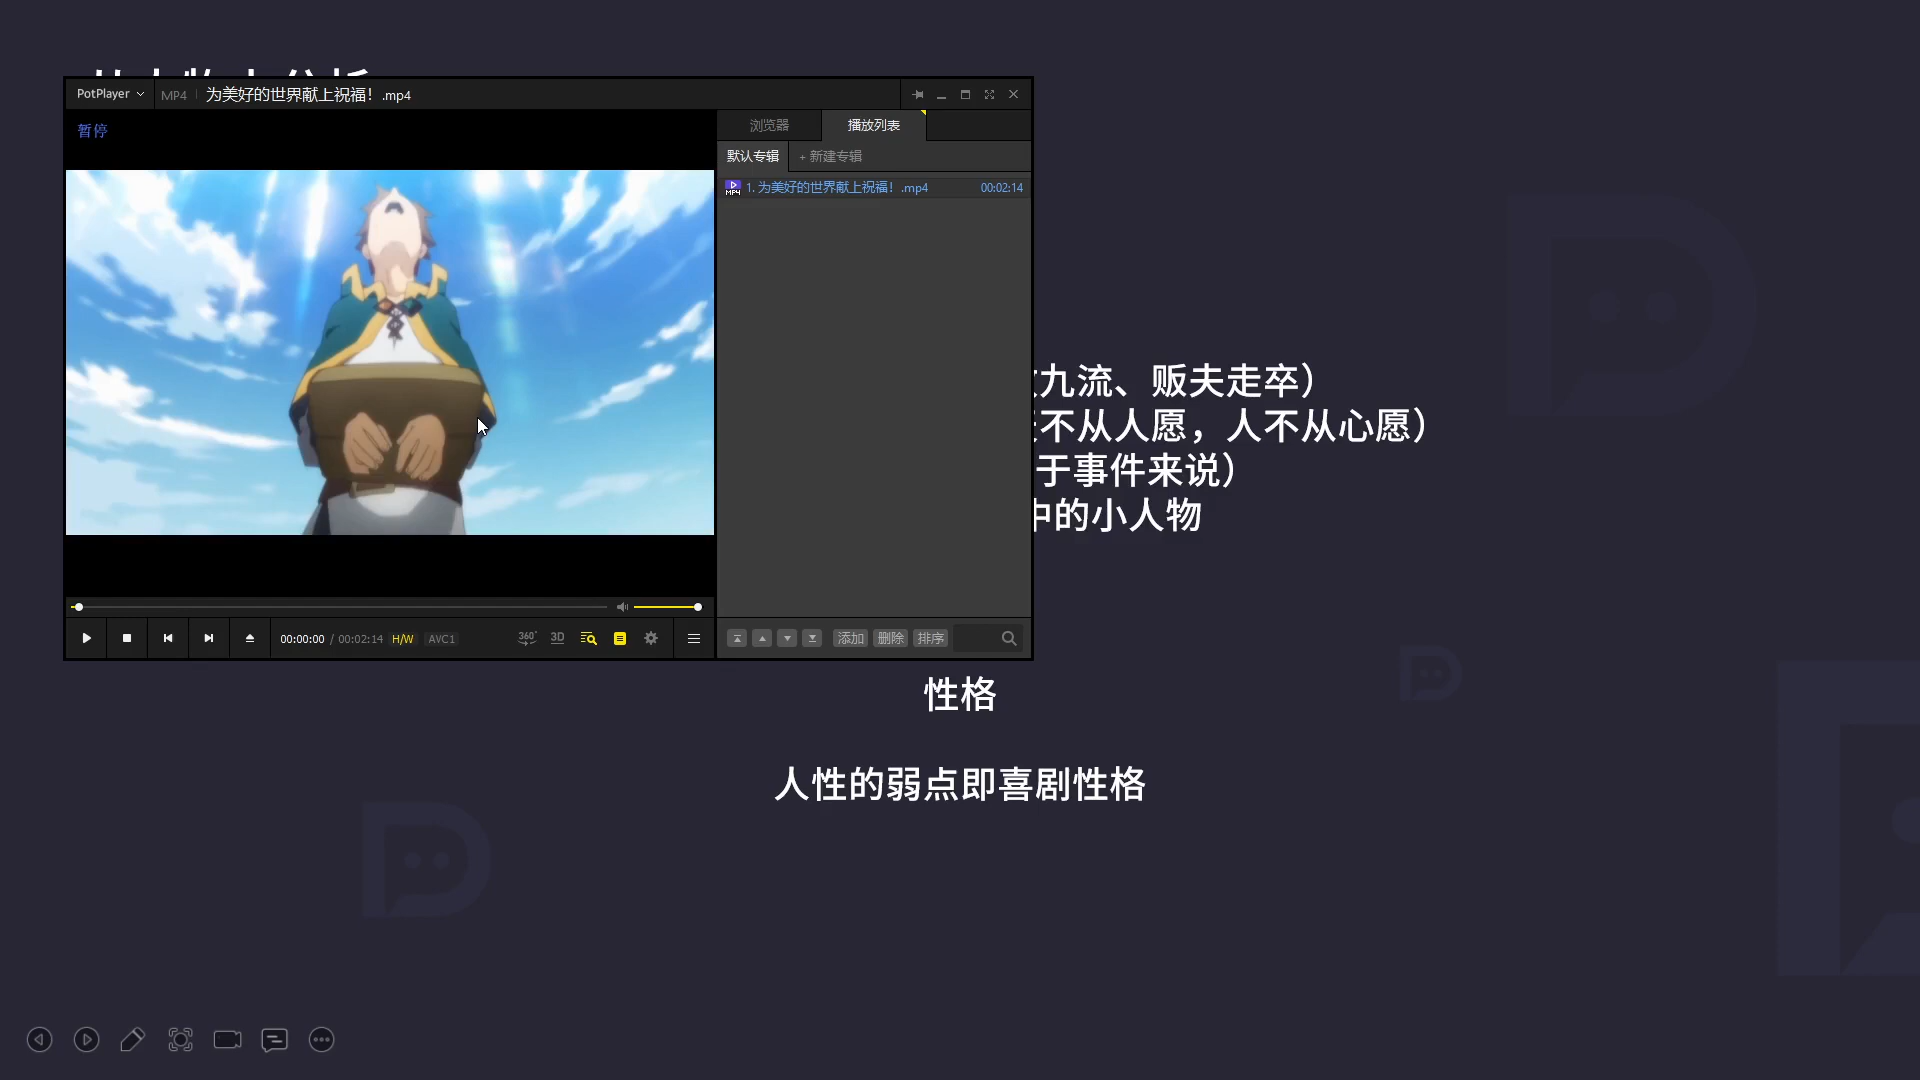 PotPlayer
MP4
为美好的世界献上祝福！.mp4
暂停
浏览器
播放列表
默认专辑
+ 新建专辑
MP4
1. 为美好的世界献上祝福！.mp4
00:02:14
九流、贩夫走卒）
不从人愿，人不从心愿）
于事件来说）
中的小人物
00:00:00 / 00:02:14
H/W
AVC1
360°
3D
添加
删除
排序
性格
人性的弱点即喜剧性格